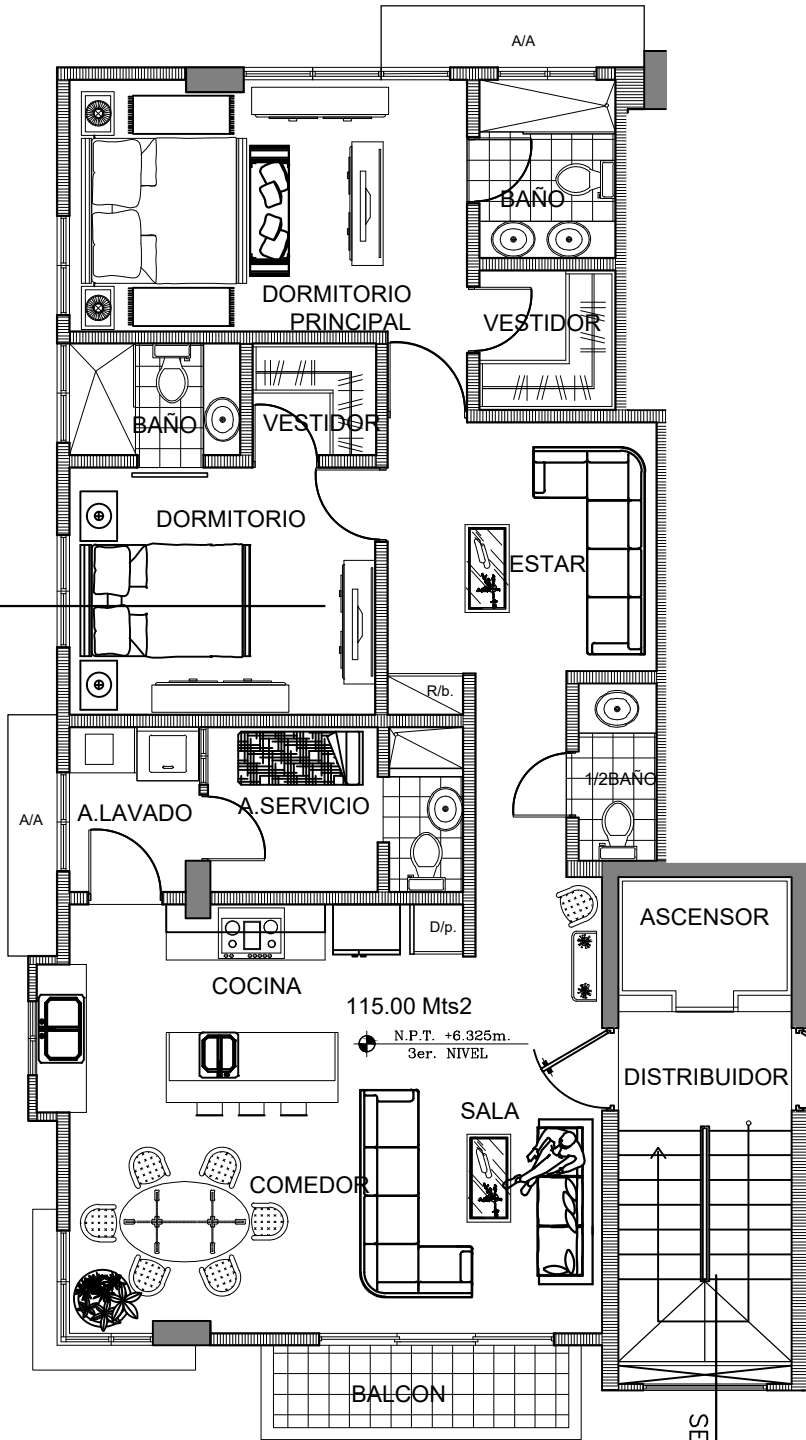 A/A
BAÑO
DORMITORIO
PRINCIPAL
VESTIDOR
BAÑO
VESTIDOR
DORMITORIO
ESTAR
R/b.
1/2BAÑO
A/A
A.LAVADO
A.SERVICIO
D/p.
ASCENSOR
COCINA
115.00 Mts2
N.P.T. +6.325m.
3er. NIVEL
DISTRIBUIDOR
SALA
COMEDOR
BALCON
SE